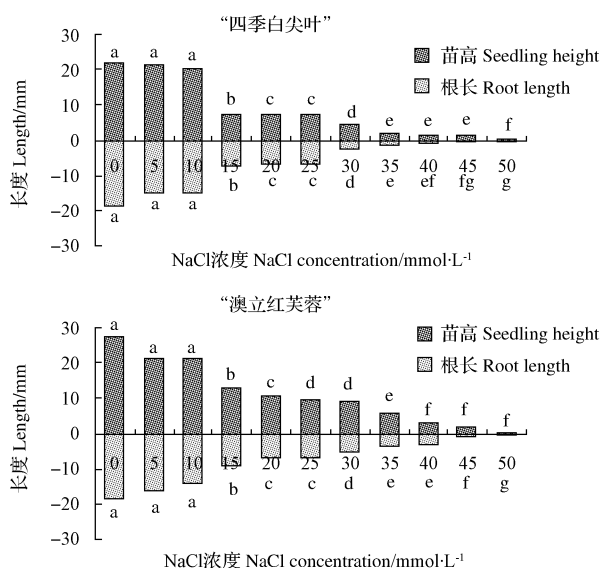 “四季白尖叶”
30
20
10
0
−10
−20
−30
长度 Length/mm
苗高 Seedling height
根长 Root length
a a a b c c d e e e f
0 5 10 15 20 25 30 35 40 45 50
a a a b c c d e ef fg g
NaCl浓度 NaCl concentration/mmol·L-1
“澳立红芙蓉”
30
20
10
0
−10
−20
−30
长度 Length/mm
苗高 Seedling height
根长 Root length
a a a b c d d e f f f
0 5 10 15 20 25 30 35 40 45 50
a a a b c c d e e f g
NaCl浓度 NaCl concentration/mmol·L-1